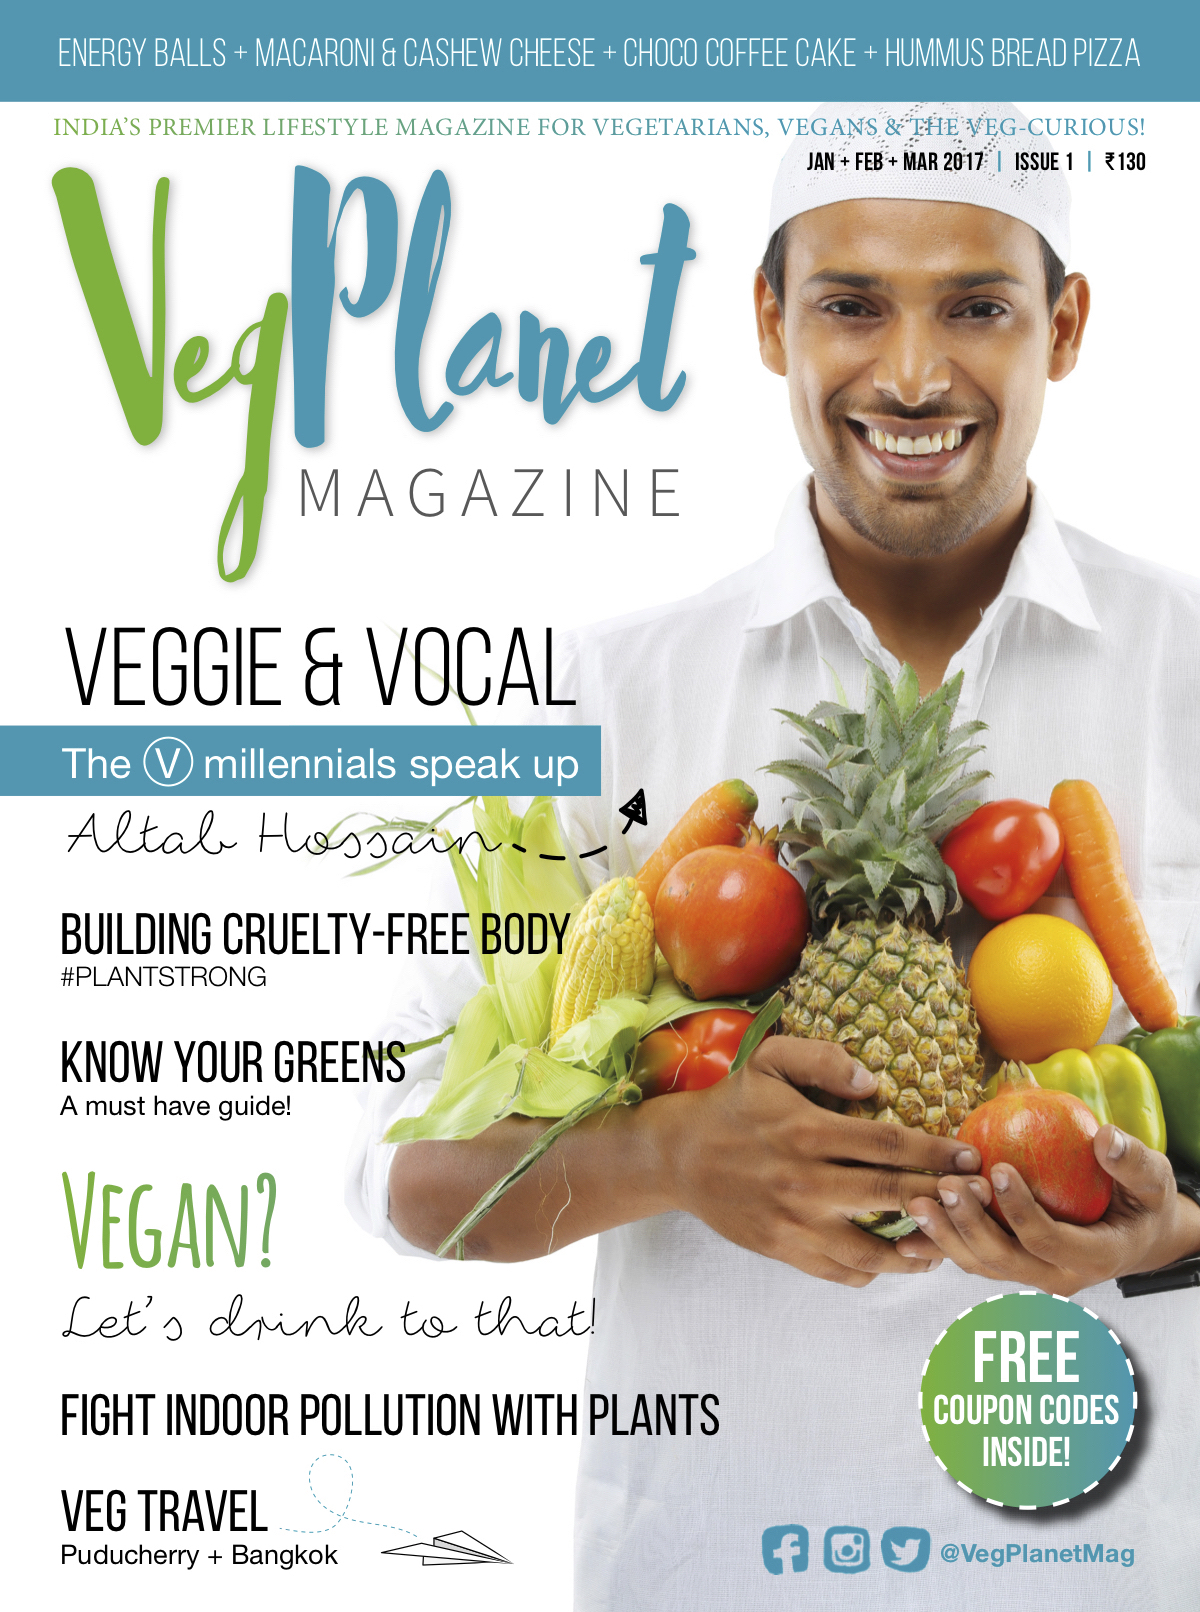 ENERGY BALLS + MACARONI & CASHEW CHEESE + CHOCO COFFEE CAKE + HUMMUS BREAD PIZZA
INDIA'S PREMIER LIFESTYLE MAGAZINE FOR VEGETARIANS, VEGANS & THE VEG-CURIOUS!
JAN + FEB + MAR 2017 | ISSUE 1 | ₹130
VegPlanet
MAGAZINE
VEGGIE & VOCAL
The Ⓥ millennials speak up
Altab Hossain
BUILDING CRUELTY-FREE BODY
#PLANTSTRONG
KNOW YOUR GREENS
A must have guide!
VEGAN?
Let's drink to that!
FIGHT INDOOR POLLUTION WITH PLANTS
VEG TRAVEL
Puducherry + Bangkok
FREE
COUPON CODES
INSIDE!
@VegPlanetMag